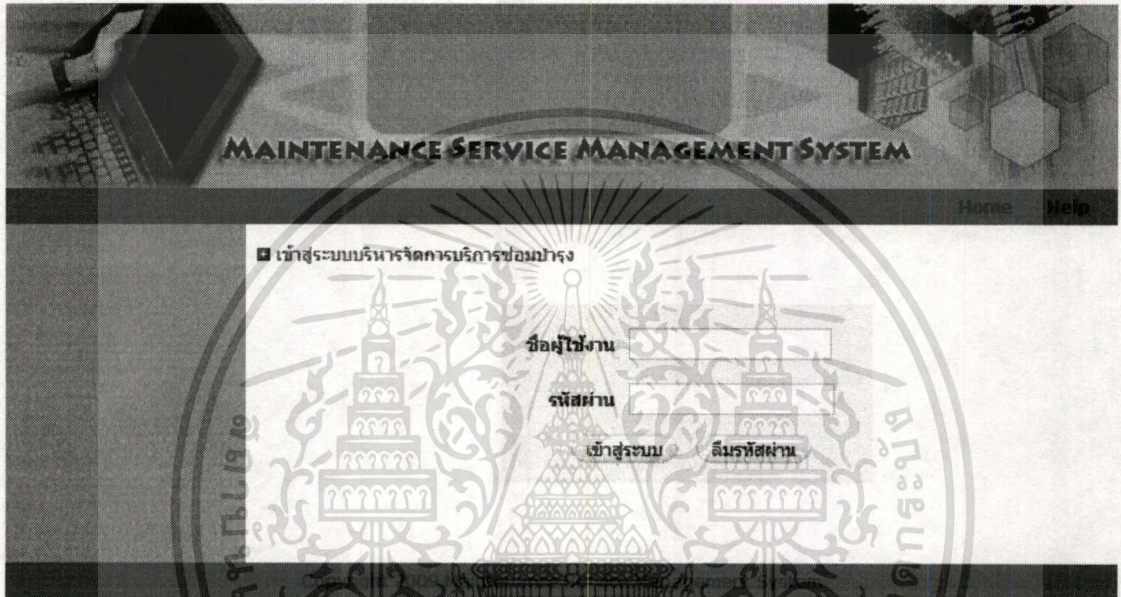 MAINTENANCE SERVICE MANAGEMENT SYSTEM
Home Help
เข้าสู่ระบบบริหารจัดการบริการซ่อมบำรุง
ชื่อผู้ใช้งาน
รหัสผ่าน
เข้าสู่ระบบ ลืมรหัสผ่าน